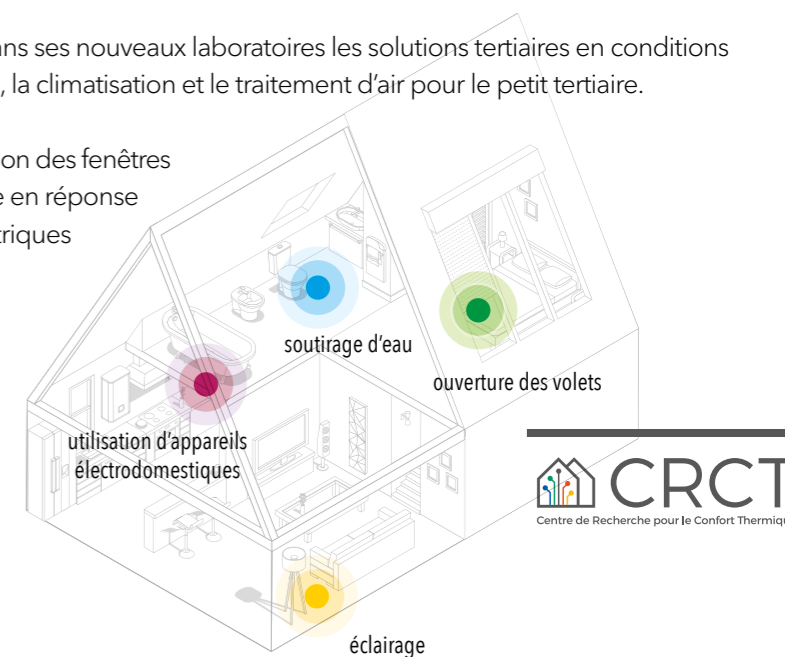 ans ses nouveaux laboratoires les solutions tertiaires en conditions
, la climatisation et le traitement d’air pour le petit tertiaire.
on des fenêtres
e en réponse
triques
soutirage d’eau
ouverture des volets
utilisation d’appareils
électrodomestiques
CRCT
Centre de Recherche pour le Confort Thermiqu
éclairage